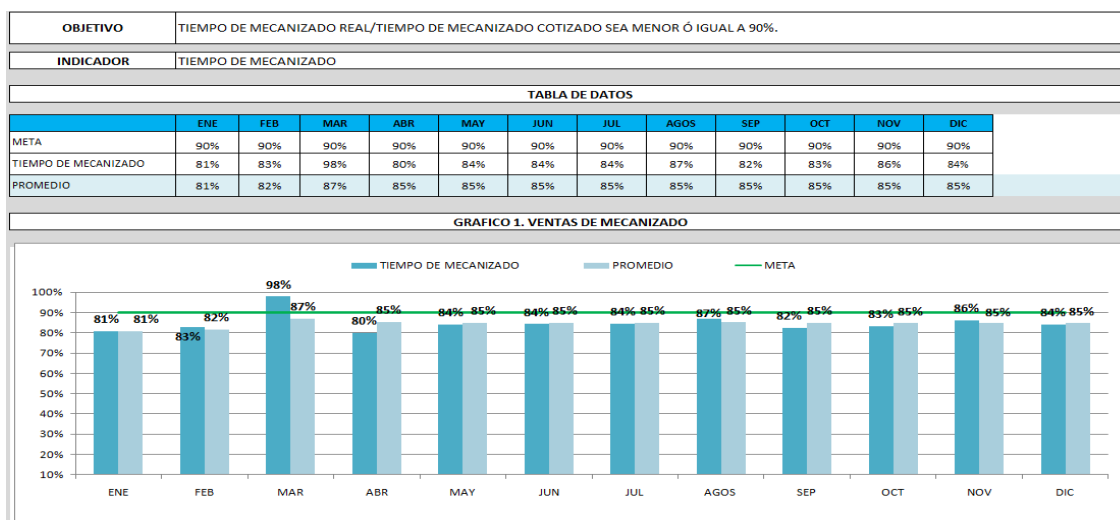 OBJETIVO TIEMPO DE MECANIZADO REAL/TIEMPO DE MECANIZADO COTIZADO SEA MENOR Ó IGUAL A 90%.
INDICADOR TIEMPO DE MECANIZADO
TABLA DE DATOS
ENE FEB MAR ABR MAY JUN JUL AGOS SEP OCT NOV DIC
META 90% 90% 90% 90% 90% 90% 90% 90% 90% 90% 90% 90%
TIEMPO DE MECANIZADO 81% 83% 98% 80% 84% 84% 84% 87% 82% 83% 86% 84%
PROMEDIO 81% 82% 87% 85% 85% 85% 85% 85% 85% 85% 85% 85%
GRAFICO 1. VENTAS DE MECANIZADO
TIEMPO DE MECANIZADO PROMEDIO META
100%
90%
80%
70%
60%
50%
40%
30%
20%
10%
81% 81% 83% 82% 98% 87% 80% 85% 84% 85% 84% 85% 84% 85% 87% 85% 82% 85% 83% 85% 86% 85% 84% 85%
ENE FEB MAR ABR MAY JUN JUL AGOS SEP OCT NOV DIC